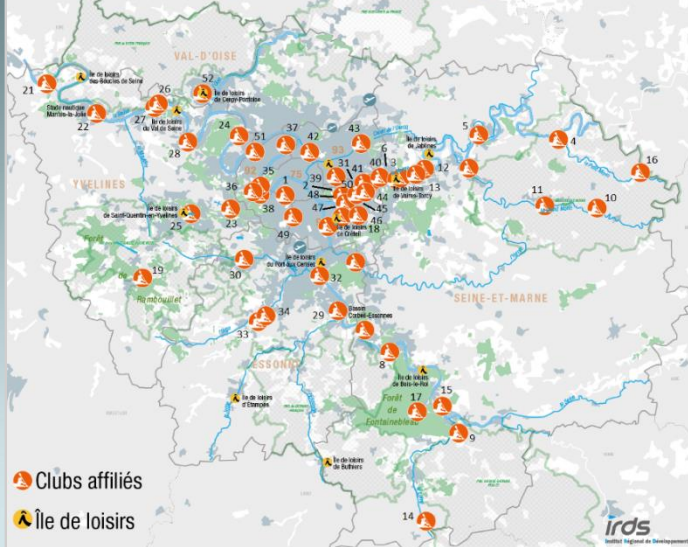 VAL-D'OISE
52
21
Île de loisirs
des Boucles de Seine
26
Île de loisirs
de Cergy-Pontoise
Stade nautique
Mantes-la-Jolie
22
27
Île de loisirs
du Val de Seine
24
51
37
42
43
93
6
Île de loisirs
de Jablines
5
4
28
92
35
75
39
31
41
40
3
12
16
YVELINES
36
1
2
50
48
47
44
45
13
Île de loisirs
de Vaires-Torcy
11
10
Île de loisirs
de Saint-Quentin-en-Yvelines
25
23
38
49
46
18
Île de loisirs
de Créteil
30
Île de loisirs
du Port aux Cerises
32
Forêt
de
Rambouillet
19
SEINE-ET-MARNE
33
34
29
Bassin
Corbeil-Essonnes
ESSONNE
8
Île de loisirs
de Bois-le-Roi
Île de loisirs
d'Étampes
17
15
Forêt
de
Fontainebleau
9
Île de loisirs
de Buthiers
14
Clubs affiliés
Île de loisirs
irds
Institut Régional de Développement